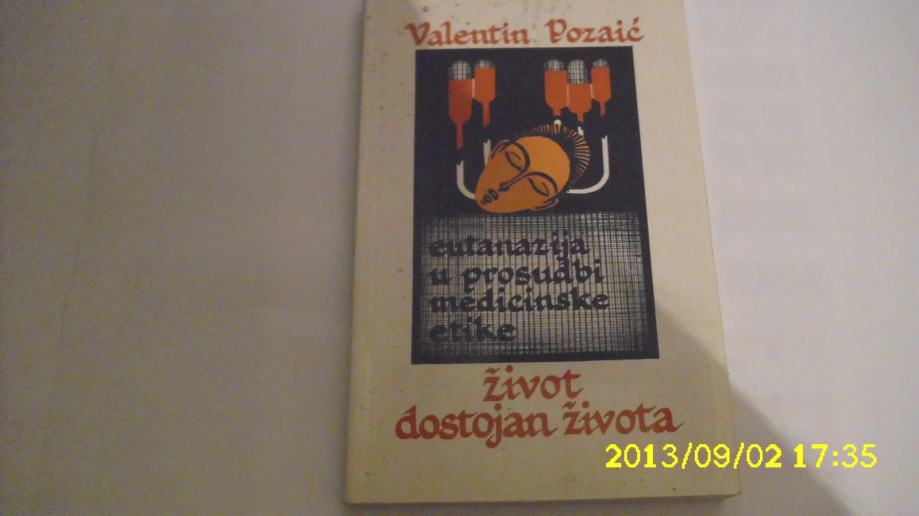 Valentin Pozaić
eutanazija
u prosudbi
medicinske
etike
život
dostojan života
2013/09/02 17:35